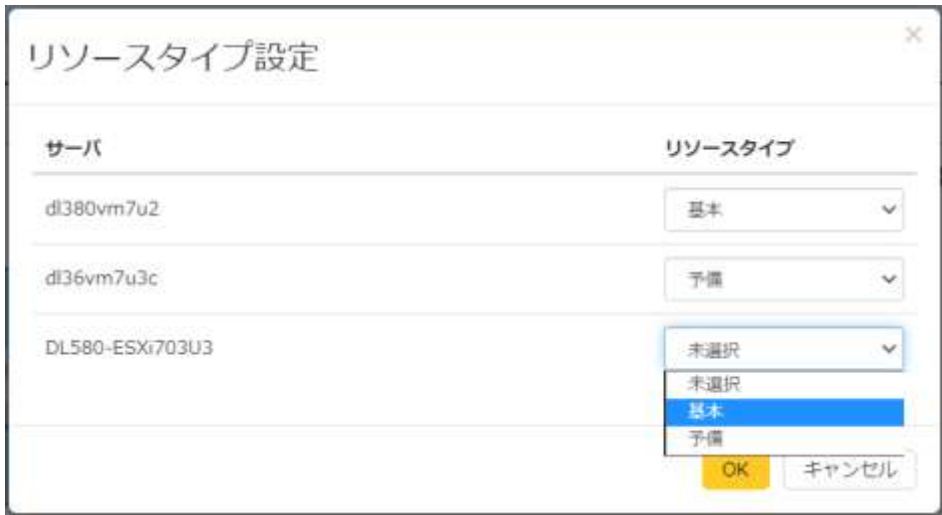 リソースタイプ設定
×
サーバ リソースタイプ
dl380vm7u2 基本
dl36vm7u3c 予備
DL580-ESXi703U3 未選択
未選択
基本
予備
OK キャンセル